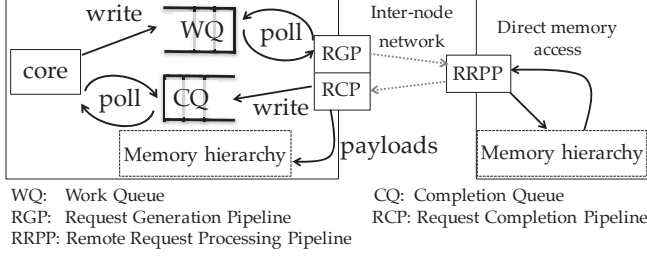 write
WQ
poll
Inter-node
network
Direct memory
access
core
RGP
RRPP
poll
CQ
write
RCP
payloads
Memory hierarchy
Memory hierarchy
WQ: Work Queue
CQ: Completion Queue
RGP: Request Generation Pipeline
RCP: Request Completion Pipeline
RRPP: Remote Request Processing Pipeline